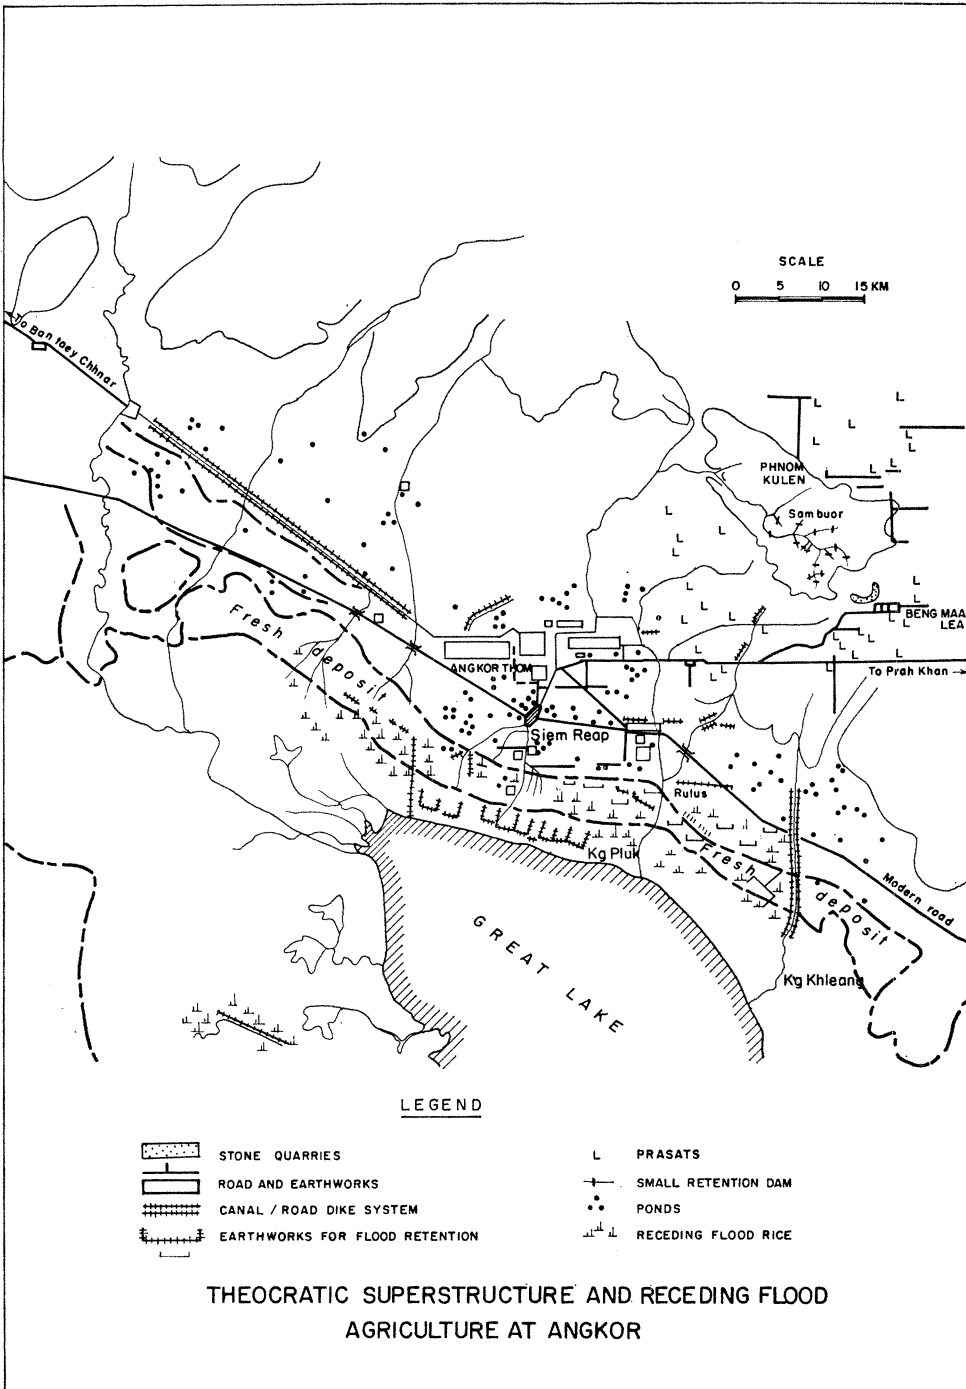 SCALE
0 5 10 15 KM
To Ban taey Chhnar
PHNOM
KULEN
Sambuor
BENG MAA
LEA
To Prah Khan
ANGKOR THOM
Fresh deposit
Siem Reap
Rulus
Kg Pluk
Fresh deposit
Modern road
GREAT LAKE
Kg Khleang
LEGEND
STONE QUARRIES
ROAD AND EARTHWORKS
CANAL / ROAD DIKE SYSTEM
EARTHWORKS FOR FLOOD RETENTION
PRASATS
SMALL RETENTION DAM
PONDS
RECEDING FLOOD RICE
THEOCRATIC SUPERSTRUCTURE AND RECEDING FLOOD
AGRICULTURE AT ANGKOR